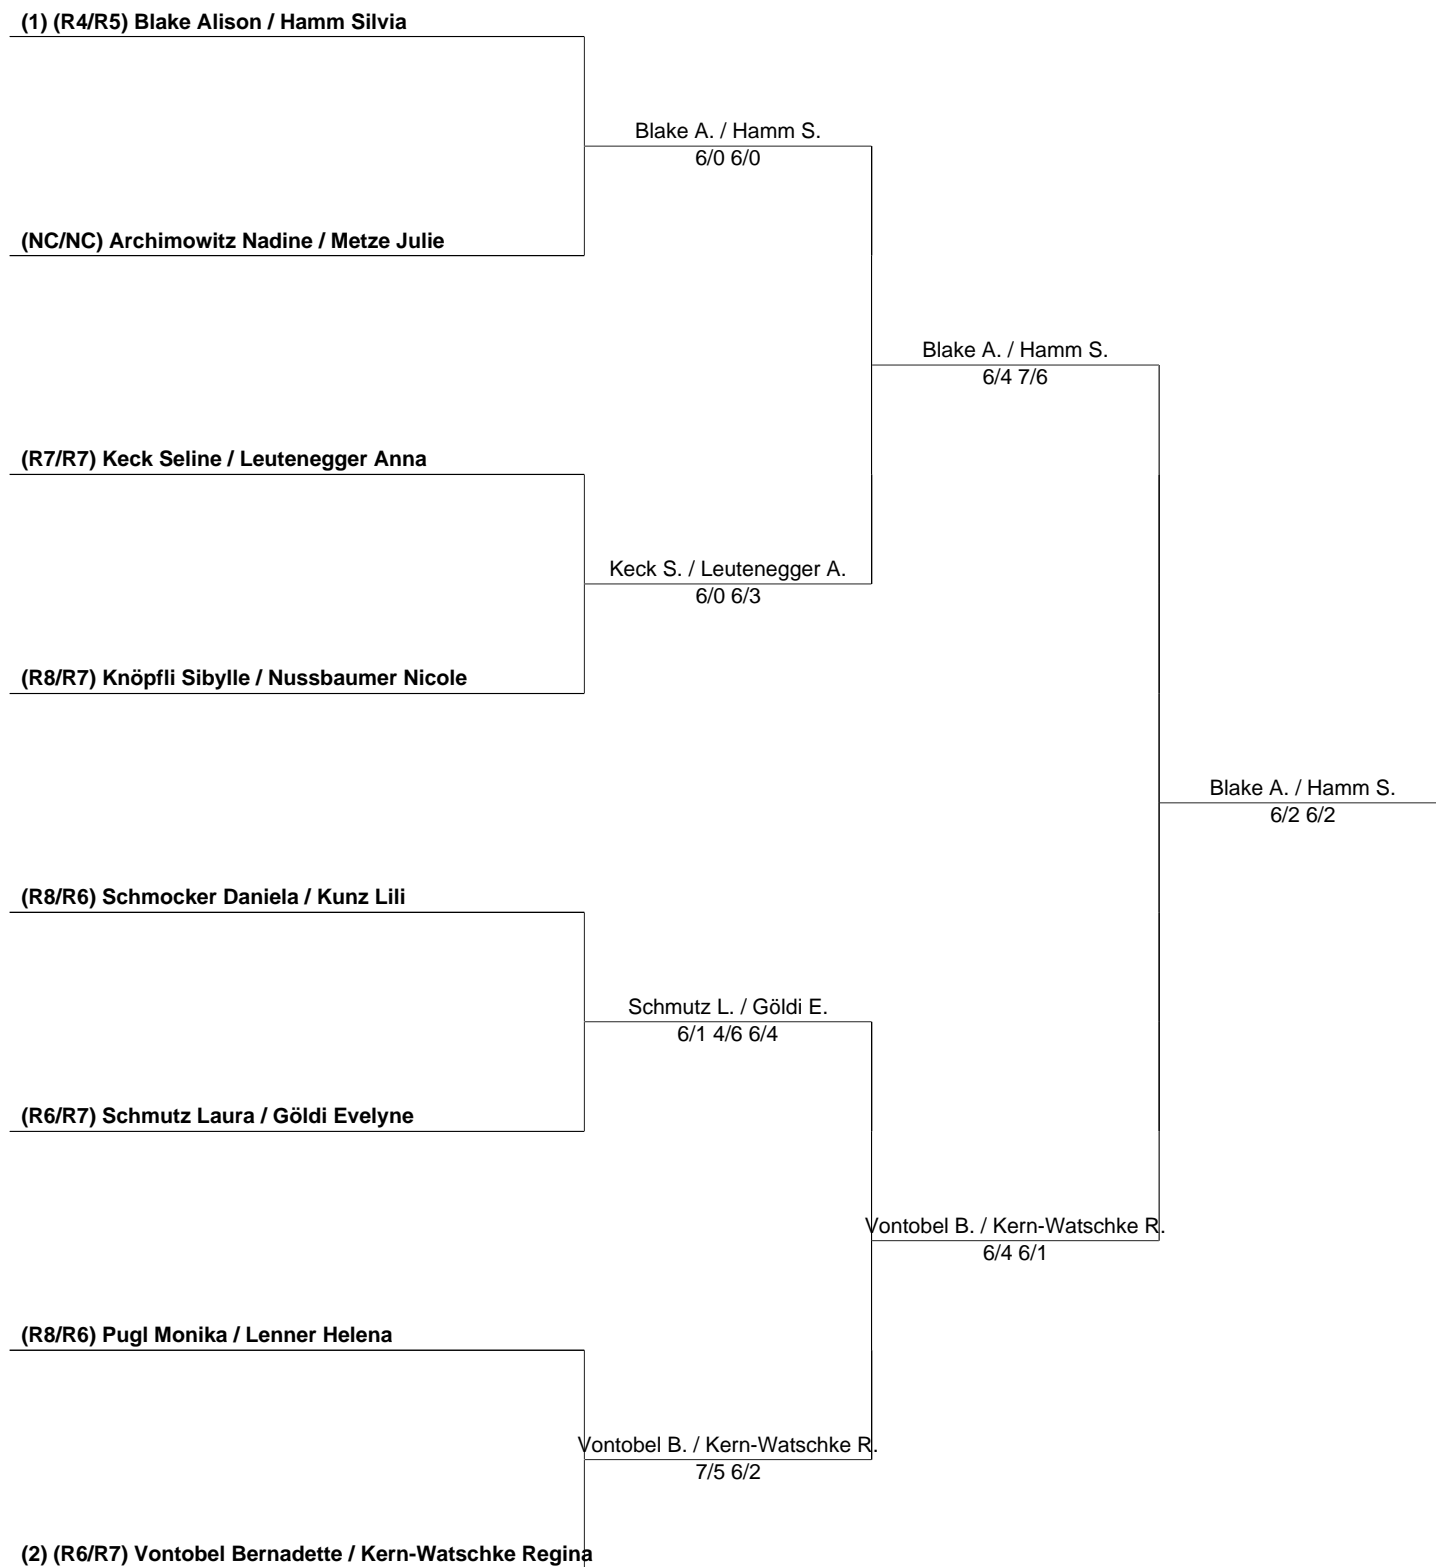 (1) (R4/R5) Blake Alison / Hamm Silvia
Blake A. / Hamm S.
6/0 6/0
(NC/NC) Archimowitz Nadine / Metze Julie
Blake A. / Hamm S.
6/4 7/6
(R7/R7) Keck Seline / Leutenegger Anna
Keck S. / Leutenegger A.
6/0 6/3
(R8/R7) Knöpfli Sibylle / Nussbaumer Nicole
Blake A. / Hamm S.
6/2 6/2
(R8/R6) Schmocker Daniela / Kunz Lili
Schmutz L. / Göldi E.
6/1 4/6 6/4
(R6/R7) Schmutz Laura / Göldi Evelyne
Vontobel B. / Kern-Watschke R.
6/4 6/1
(R8/R6) Pugl Monika / Lenner Helena
Vontobel B. / Kern-Watschke R.
7/5 6/2
(2) (R6/R7) Vontobel Bernadette / Kern-Watschke Regina